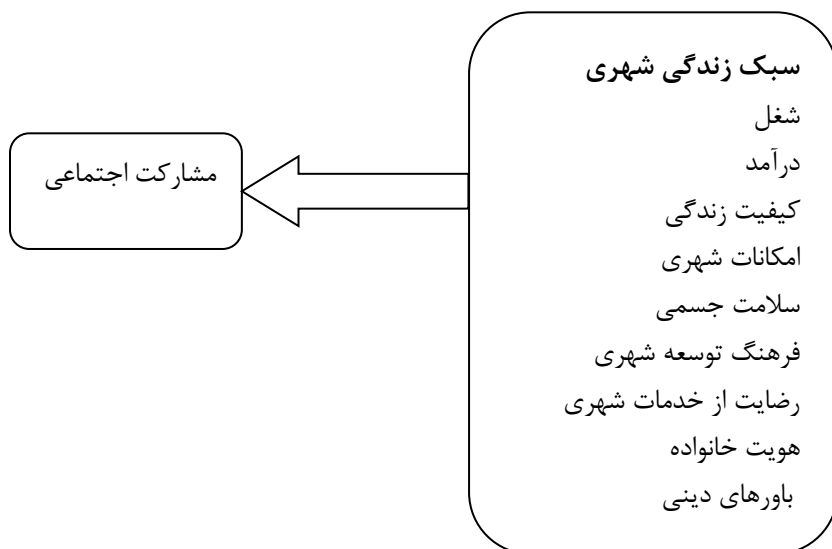 سبک زندگی شهری
شغل
درآمد
کیفیت زندگی
امکانات شهری
سلامت جسمی
فرهنگ توسعه شهری
رضایت از خدمات شهری
هویت خانواده
باورهای دینی
مشارکت اجتماعی